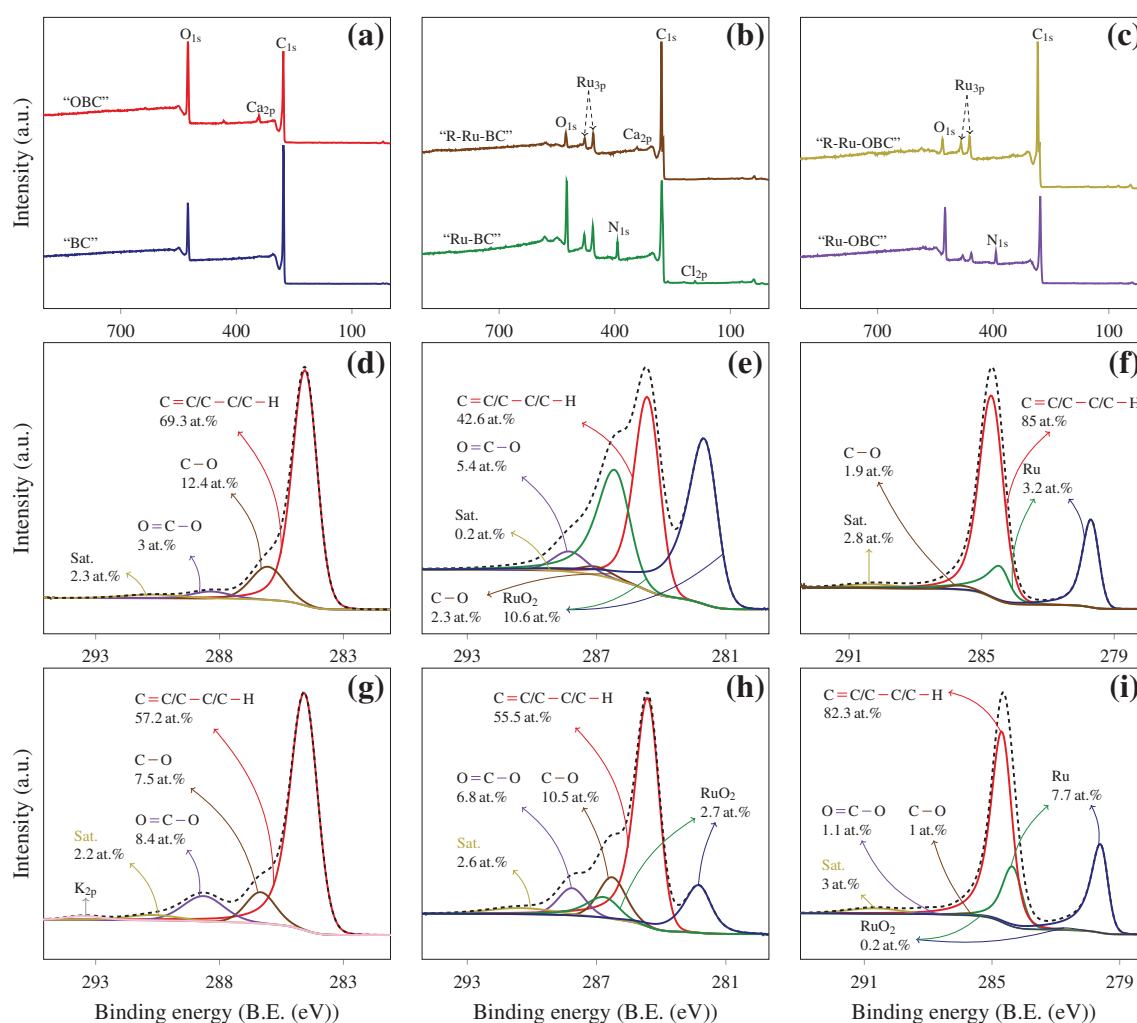 Intensity (a.u.)
(a)
O1s
C1s
“OBC”
Ca2p
“BC”
700
400
100
(b)
C1s
Ru3p
O1s
Ca2p
“R-Ru-BC”
“Ru-BC”
N1s
Cl2p
700
400
100
(c)
C1s
Ru3p
O1s
“R-Ru-OBC”
“Ru-OBC”
N1s
700
400
100
Intensity (a.u.)
(d)
C=C/C−C/C−H
69.3 at.%
C−O
12.4 at.%
O=C−O
3 at.%
Sat.
2.3 at.%
293
288
283
(e)
C=C/C−C/C−H
42.6 at.%
O=C−O
5.4 at.%
Sat.
0.2 at.%
C−O
2.3 at.%
RuO2
10.6 at.%
293
287
281
(f)
C=C/C−C/C−H
85 at.%
C−O
1.9 at.%
Ru
3.2 at.%
Sat.
2.8 at.%
291
284
279
Intensity (a.u.)
(g)
C=C/C−C/C−H
57.2 at.%
C−O
7.5 at.%
O=C−O
8.4 at.%
Sat.
2.2 at.%
K2p
293
288
283
Binding energy (B.E. (eV))
(h)
C=C/C−C/C−H
55.5 at.%
O=C−O
6.8 at.%
C−O
10.5 at.%
RuO2
2.7 at.%
Sat.
2.6 at.%
293
287
281
Binding energy (B.E. (eV))
(i)
C=C/C−C/C−H
82.3 at.%
Ru
7.7 at.%
O=C−O
1.1 at.%
C−O
1 at.%
Sat.
3 at.%
RuO2
0.2 at.%
291
285
279
Binding energy (B.E. (eV))